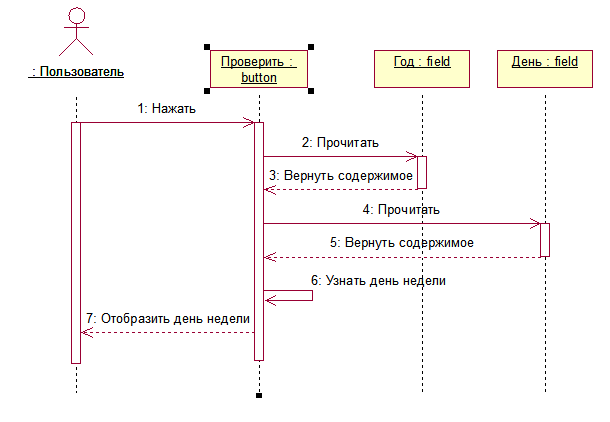 : Пользователь
Проверить :
button
Год : field
День : field
1: Нажать
2: Прочитать
3: Вернуть содержимое
4: Прочитать
5: Вернуть содержимое
6: Узнать день недели
7: Отобразить день недели